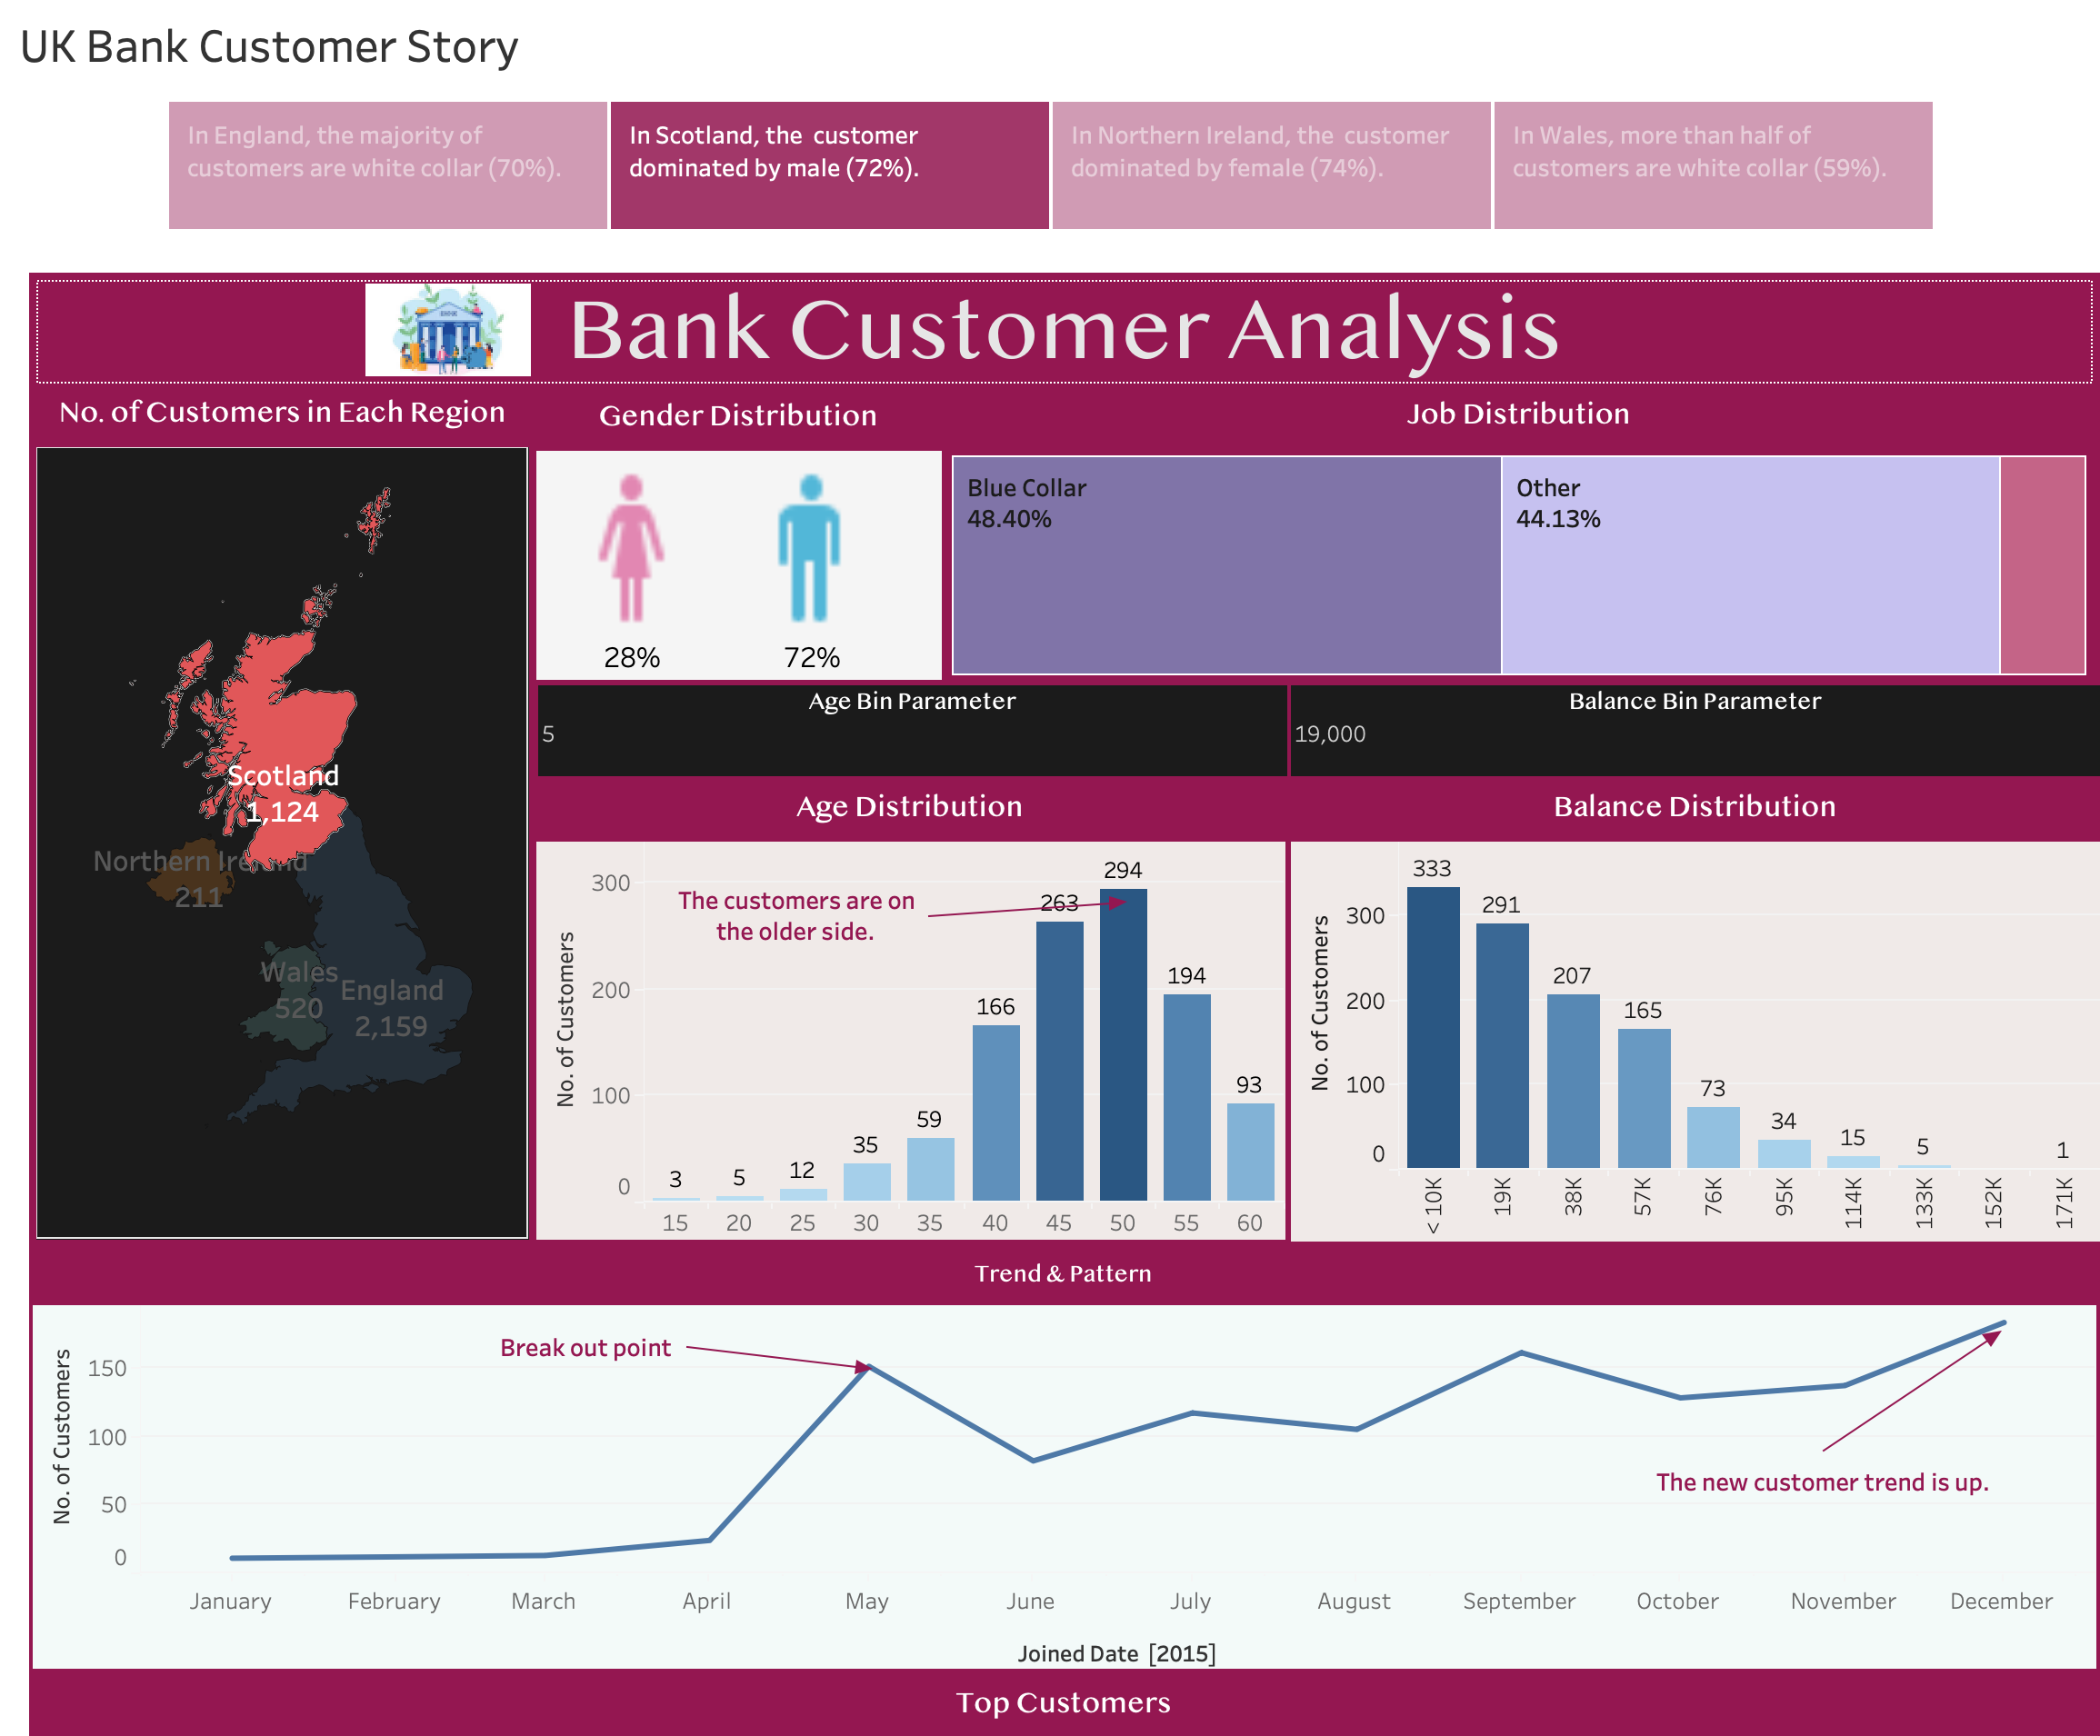 UK Bank Customer Story
In England, the majority of
customers are white collar (70%).
In Scotland, the customer
dominated by male (72%).
In Northern Ireland, the customer
dominated by female (74%).
In Wales, more than half of
customers are white collar (59%).
BANK
Bank Customer Analysis
No. of Customers in Each Region
Gender Distribution
Job Distribution
Scotland
1,124
Northern Ireland
211
Wales
520
England
2,159
28%
72%
Blue Collar
48.40%
Other
44.13%
Age Bin Parameter
5
Balance Bin Parameter
19,000
Age Distribution
No. of Customers
300
200
100
0
The customers are on
the older side.
3
5
12
35
59
166
263
294
194
93
15
20
25
30
35
40
45
50
55
60
Balance Distribution
No. of Customers
300
200
100
0
333
291
207
165
73
34
15
5
1
< 10K
19K
38K
57K
76K
95K
114K
133K
152K
171K
Trend & Pattern
No. of Customers
150
100
50
0
Break out point
The new customer trend is up.
January
February
March
April
May
June
July
August
September
October
November
December
Joined Date [2015]
Top Customers